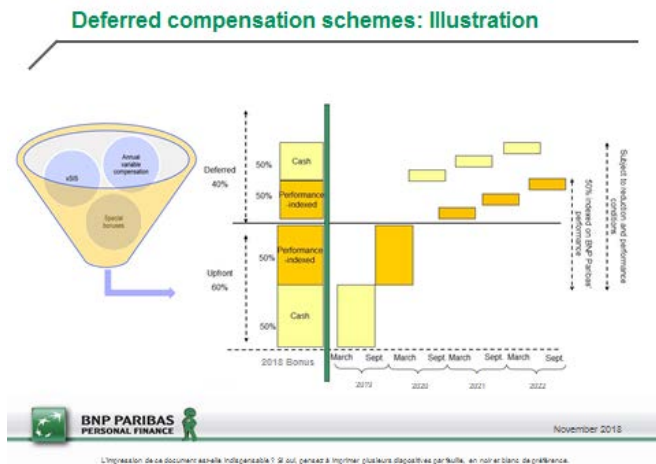 Deferred compensation schemes: Illustration
Annual
variable
compensation
Special
bonuses
Deferred
40%
50%
Cash
50%
Performance
-indexed
Upfront
60%
50%
Performance
-indexed
50%
Cash
2018 Bonus
March
Sept.
March
Sept.
March
Sept.
March
Sept.
2019
2020
2021
2022
50% indexed on BNP Paribas'
performance
Subject to reduction and performance
conditions
BNP PARIBAS
PERSONAL FINANCE
November 2018
L'impression de ce document est-elle indispensable ? Si oui, pensez à imprimer plusieurs diapositives par feuille, en noir et blanc de préférence.